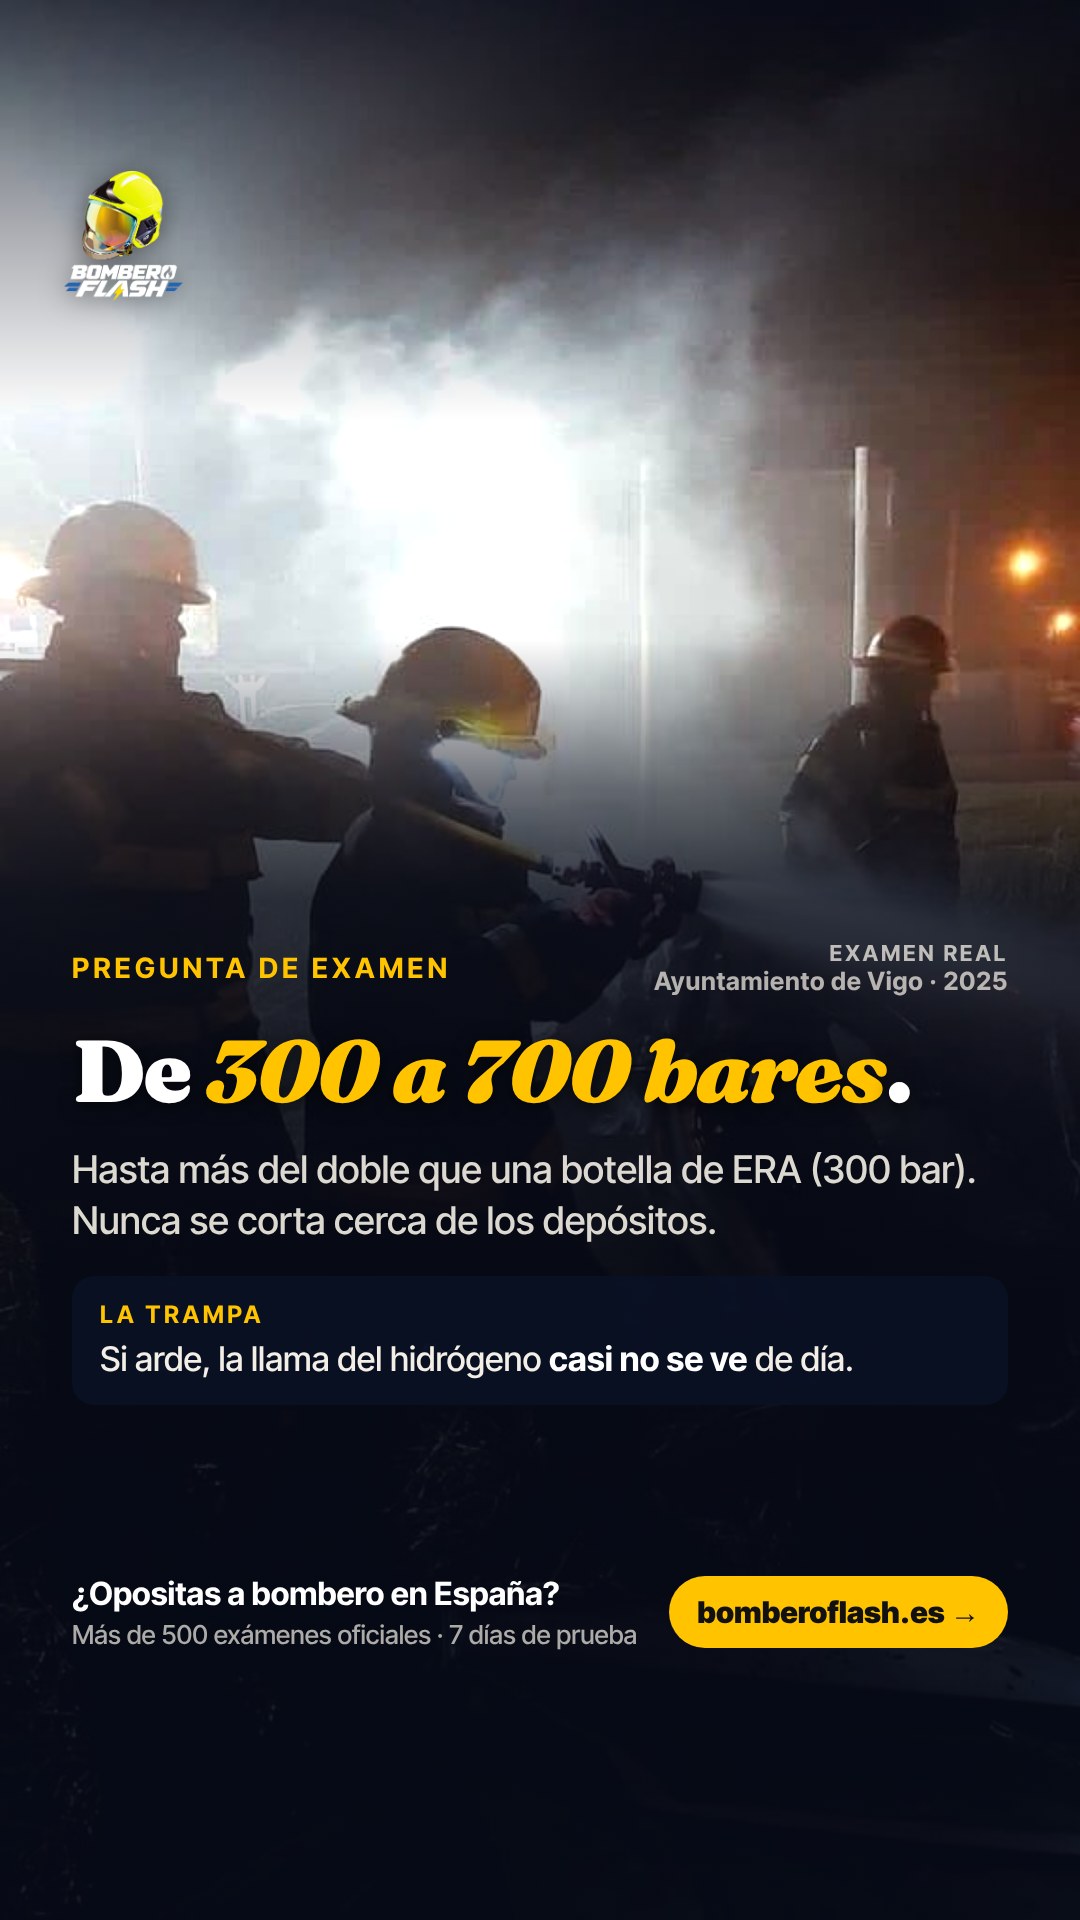 BOMBERO
FLASH
PREGUNTA DE EXAMEN
EXAMEN REAL
Ayuntamiento de Vigo · 2025
De 300 a 700 bares.
Hasta más del doble que una botella de ERA (300 bar).
Nunca se corta cerca de los depósitos.
LA TRAMPA
Si arde, la llama del hidrógeno casi no se ve de día.
¿Opositas a bombero en España?
Más de 500 exámenes oficiales · 7 días de prueba
bomberoflash.es →